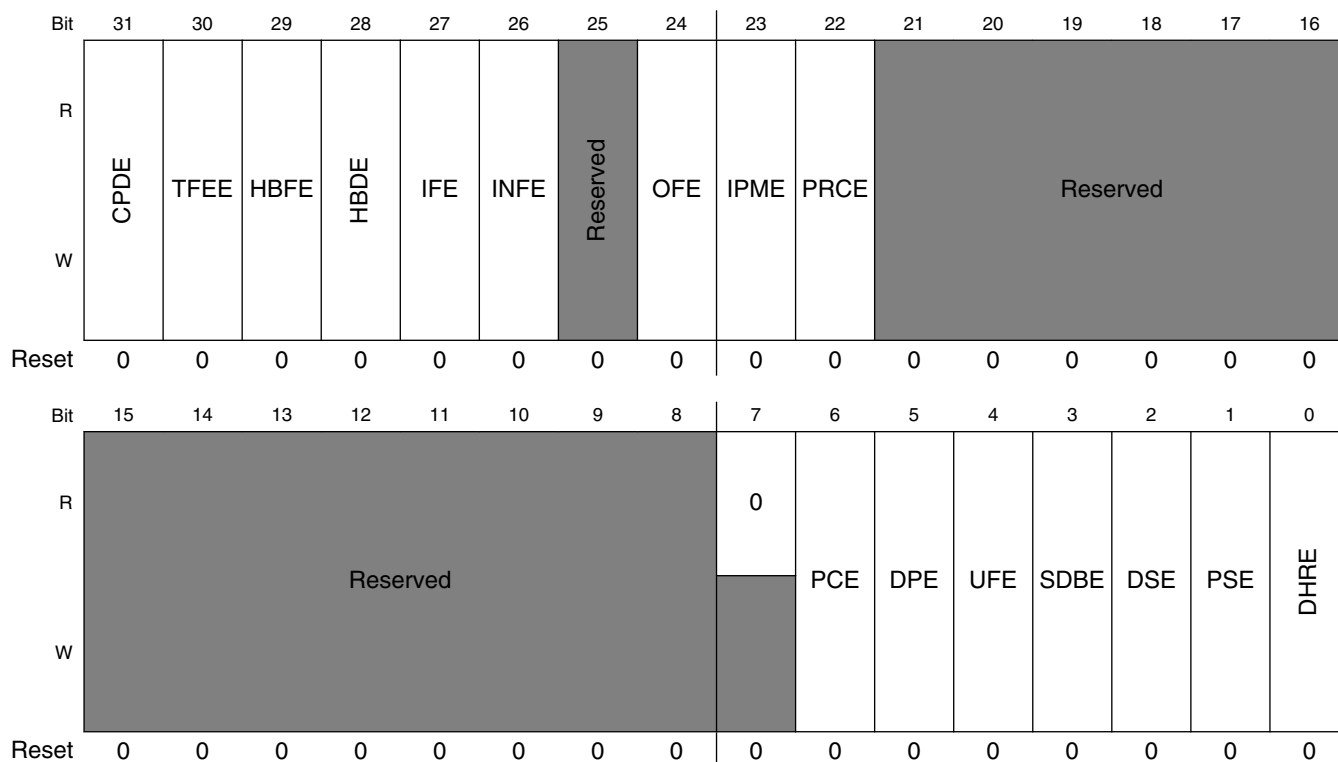 Bit 31 30 29 28 27 26 25 24 23 22 21 20 19 18 17 16
R
CPDE TFEE HBFE HBDE IFE INFE Reserved OFE IPME PRCE Reserved
W
Reset 0 0 0 0 0 0 0 0 0 0 0 0 0 0 0 0
Bit 15 14 13 12 11 10 9 8 7 6 5 4 3 2 1 0
R 0
Reserved PCE DPE UFE SDBE DSE PSE DHRE
W
Reset 0 0 0 0 0 0 0 0 0 0 0 0 0 0 0 0